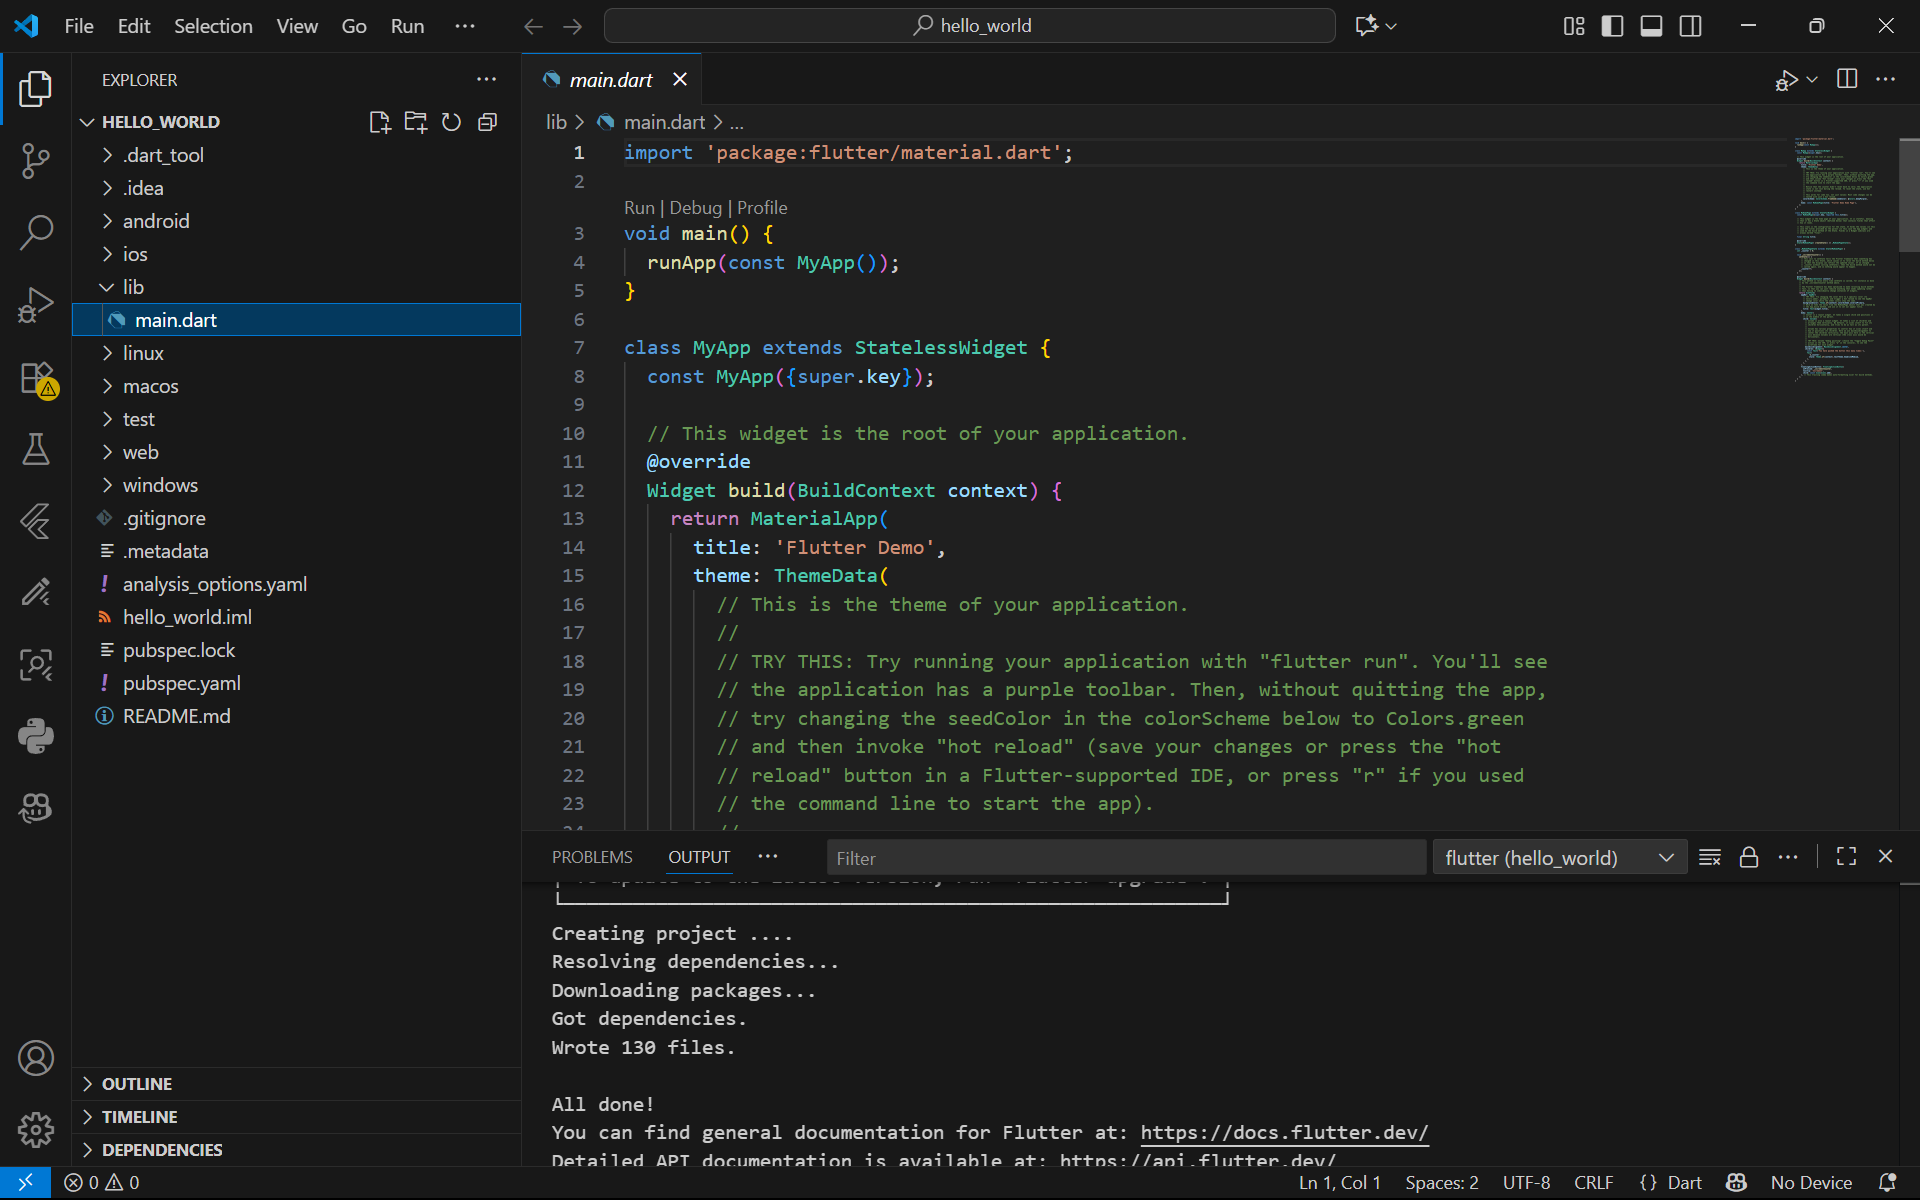 File Edit Selection View Go Run ...
hello_world
EXPLORER
HELLO_WORLD
.dart_tool
.idea
android
ios
lib
main.dart
linux
macos
test
web
windows
.gitignore
.metadata
analysis_options.yaml
hello_world.iml
pubspec.lock
pubspec.yaml
README.md
OUTLINE
TIMELINE
DEPENDENCIES
main.dart
lib > main.dart > ...
1 import 'package:flutter/material.dart';
2
Run | Debug | Profile
3 void main() {
4 runApp(const MyApp());
5 }
6
7 class MyApp extends StatelessWidget {
8 const MyApp({super.key});
9
10 // This widget is the root of your application.
11 @override
12 Widget build(BuildContext context) {
13 return MaterialApp(
14 title: 'Flutter Demo',
15 theme: ThemeData(
16 // This is the theme of your application.
17 //
18 // TRY THIS: Try running your application with "flutter run". You'll see
19 // the application has a purple toolbar. Then, without quitting the app,
20 // try changing the seedColor in the colorScheme below to Colors.green
21 // and then invoke "hot reload" (save your changes or press the "hot
22 // reload" button in a Flutter-supported IDE, or press "r" if you used
23 // the command line to start the app).
24 //
PROBLEMS OUTPUT ... Filter flutter (hello_world)
Creating project ....
Resolving dependencies...
Downloading packages...
Got dependencies.
Wrote 130 files.
All done!
You can find general documentation for Flutter at: https://docs.flutter.dev/
Detailed API documentation is available at: https://api.flutter.dev/
0 0 Ln 1, Col 1 Spaces: 2 UTF-8 CRLF {} Dart No Device